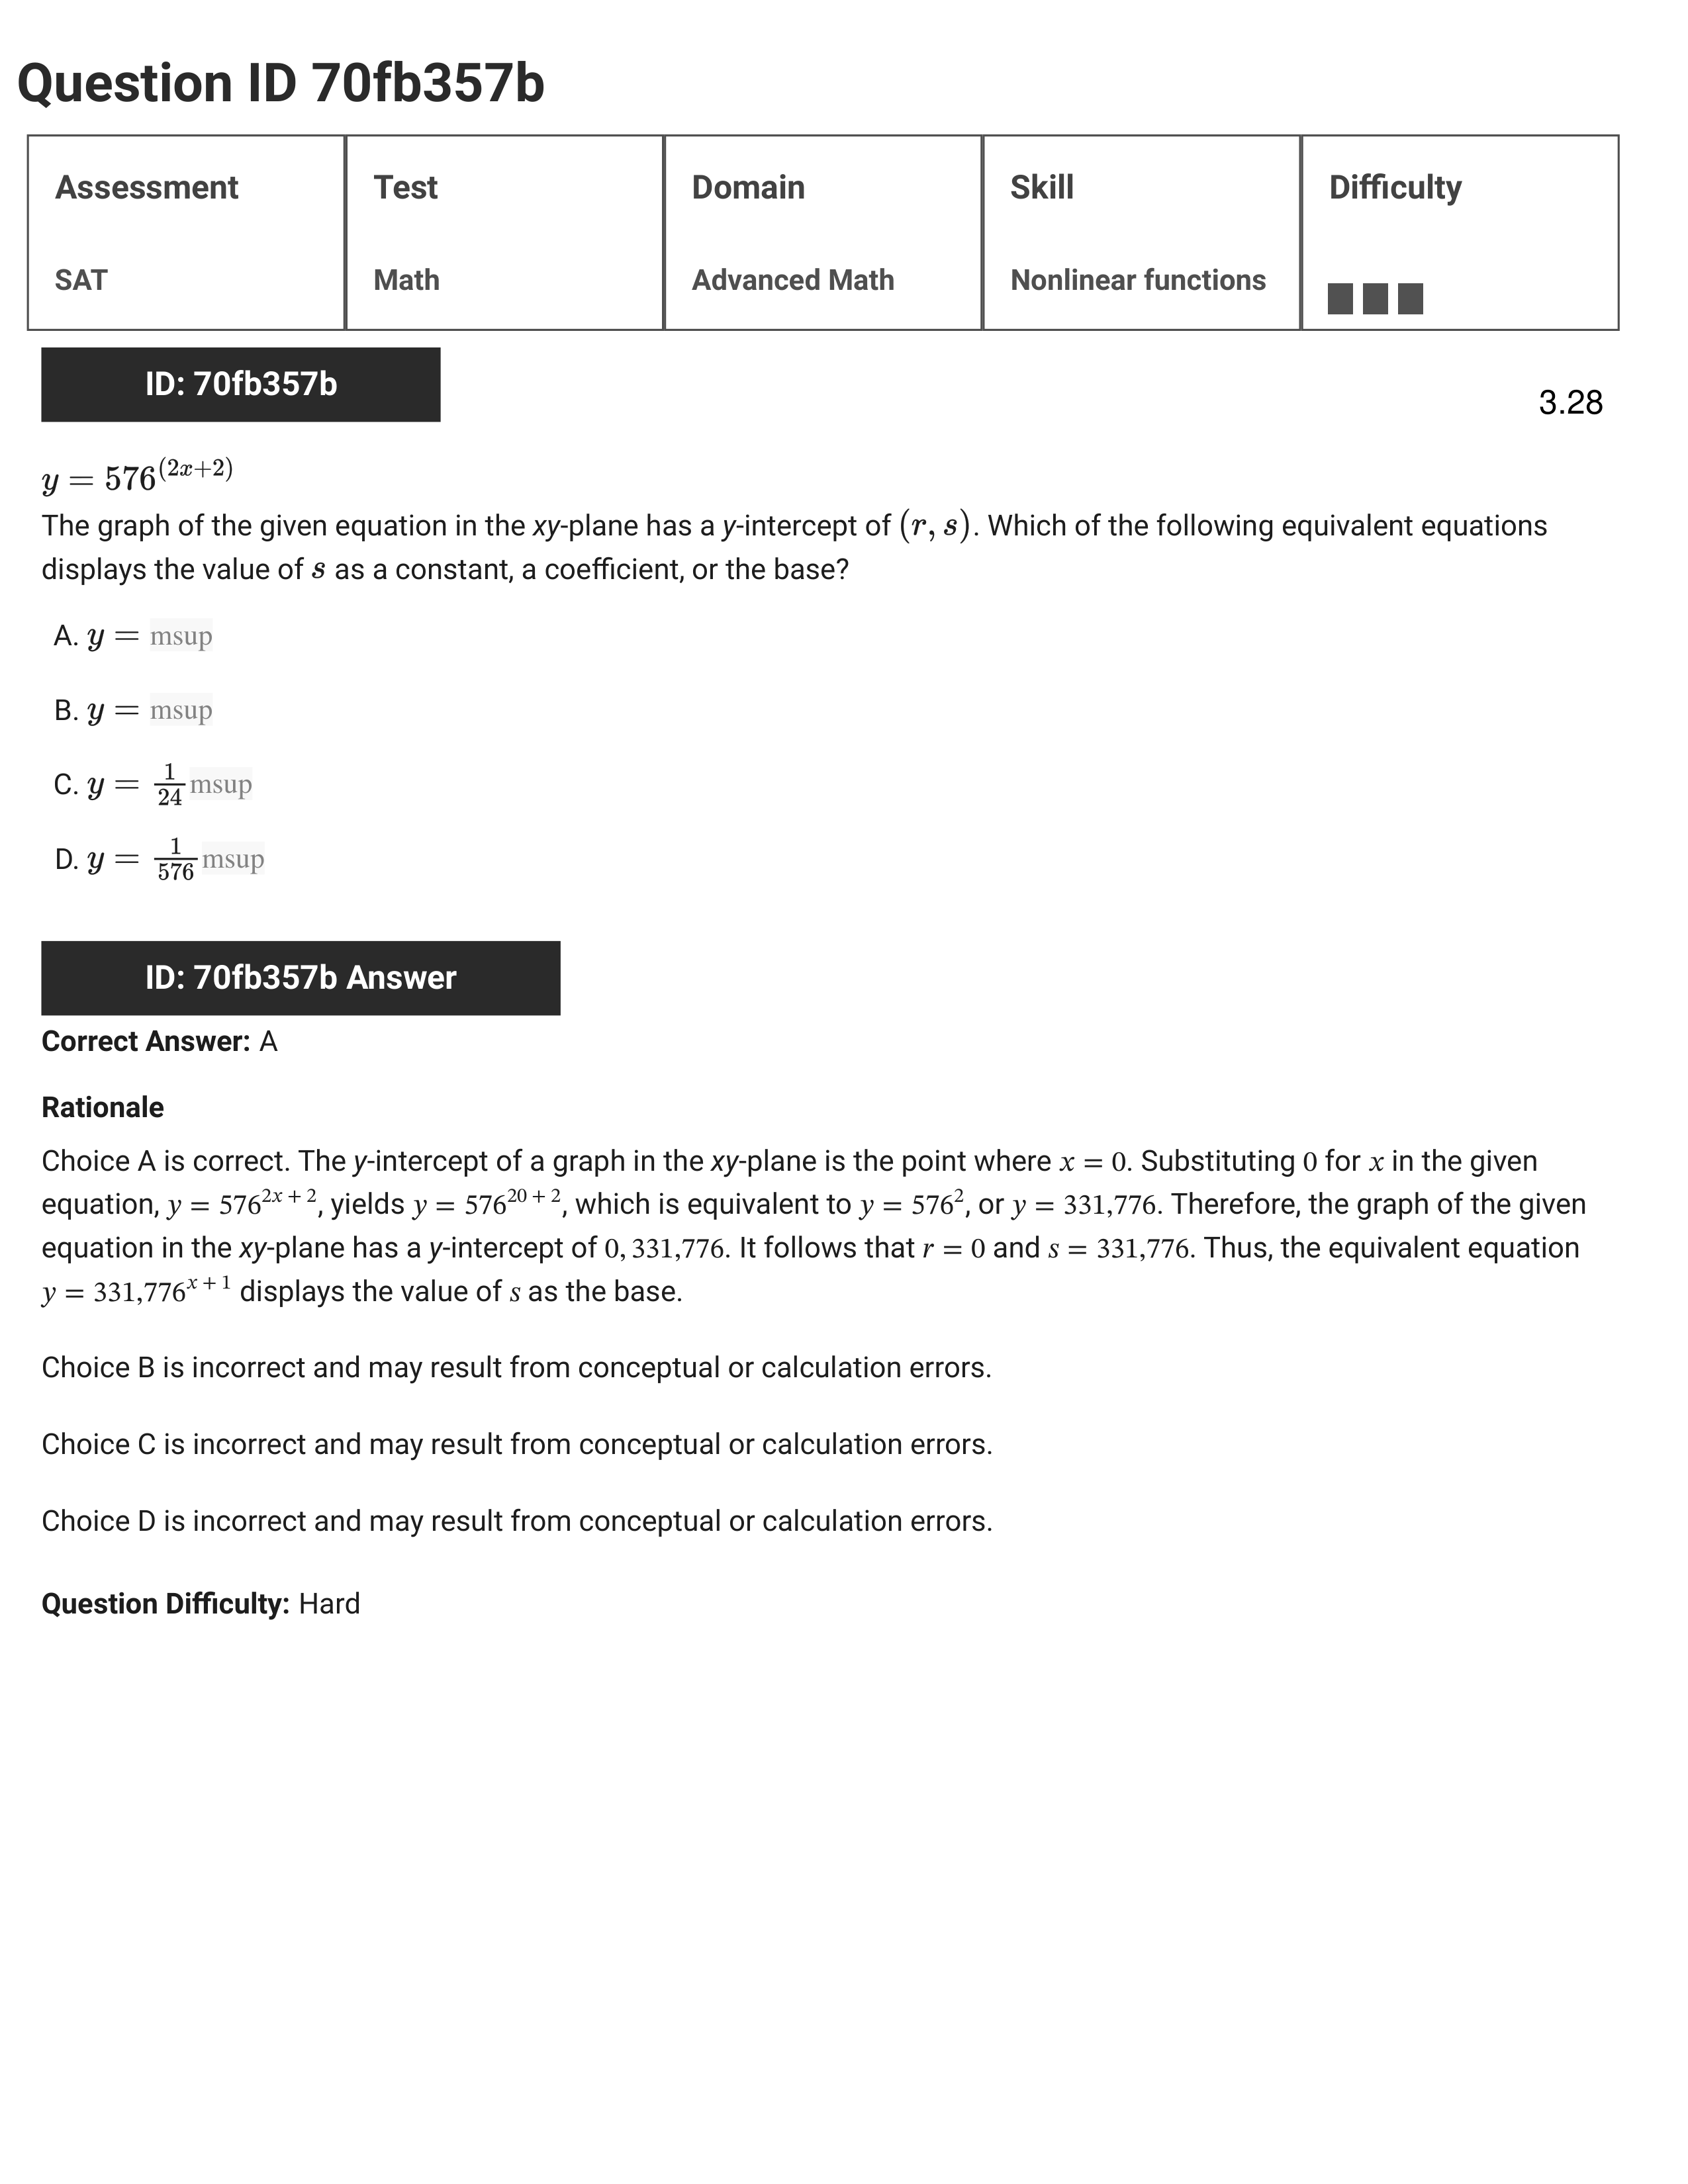 Question ID 70fb357b
Assessment Test Domain Skill Difficulty
SAT Math Advanced Math Nonlinear functions
ID: 70fb357b
3.28
y = 576^(2x+2)
The graph of the given equation in the xy-plane has a y-intercept of (r, s). Which of the following equivalent equations
displays the value of s as a constant, a coefficient, or the base?
A. y = msup
B. y = msup
C. y = 1/24 msup
D. y = 1/576 msup
ID: 70fb357b Answer
Correct Answer: A
Rationale
Choice A is correct. The y-intercept of a graph in the xy-plane is the point where x = 0. Substituting 0 for x in the given
equation, y = 576^2x + 2, yields y = 576^20 + 2, which is equivalent to y = 576^2, or y = 331,776. Therefore, the graph of the given
equation in the xy-plane has a y-intercept of 0, 331,776. It follows that r = 0 and s = 331,776. Thus, the equivalent equation
y = 331,776^x + 1 displays the value of s as the base.
Choice B is incorrect and may result from conceptual or calculation errors.
Choice C is incorrect and may result from conceptual or calculation errors.
Choice D is incorrect and may result from conceptual or calculation errors.
Question Difficulty: Hard